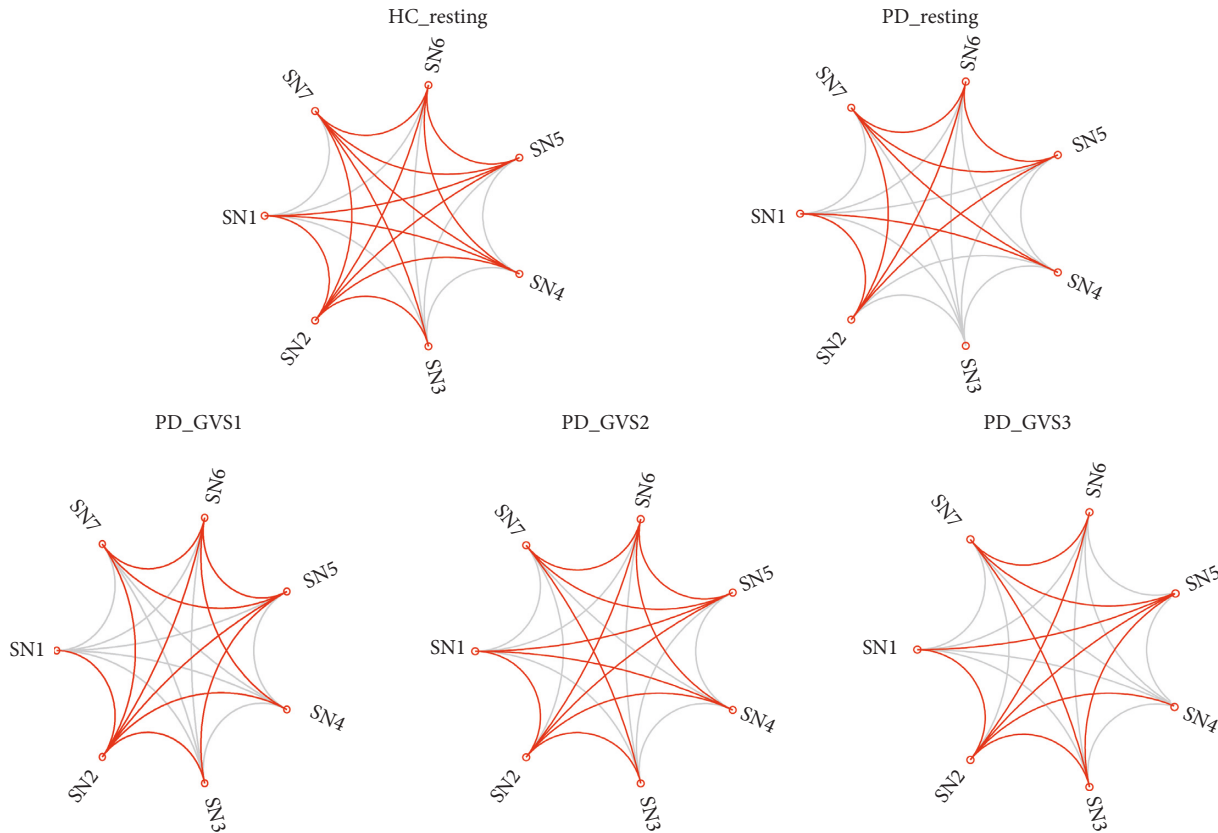 HC_resting
SN6
SN7
SN5
SN1
SN4
SN2
SN3
PD_resting
SN6
SN7
SN5
SN1
SN4
SN2
SN3
PD_GVS1
SN6
SN7
SN5
SN1
SN4
SN2
SN3
PD_GVS2
SN6
SN7
SN5
SN1
SN4
SN2
SN3
PD_GVS3
SN6
SN7
SN5
SN1
SN4
SN2
SN3